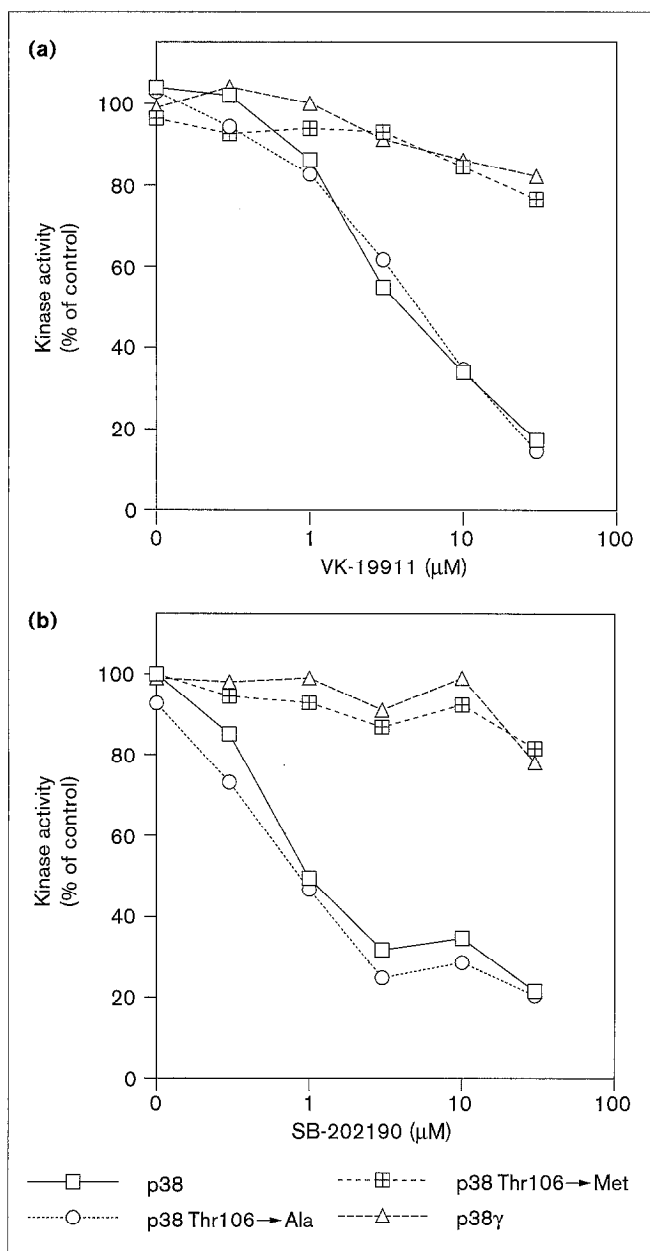 (a)
100
80
60
40
20
0
Kinase activity
(% of control)
0 1 10 100
VK-19911 (μM)
(b)
100
80
60
40
20
0
Kinase activity
(% of control)
0 1 10 100
SB-202190 (μM)
p38 p38 Thr106→Met
p38 Thr106→Ala p38γ